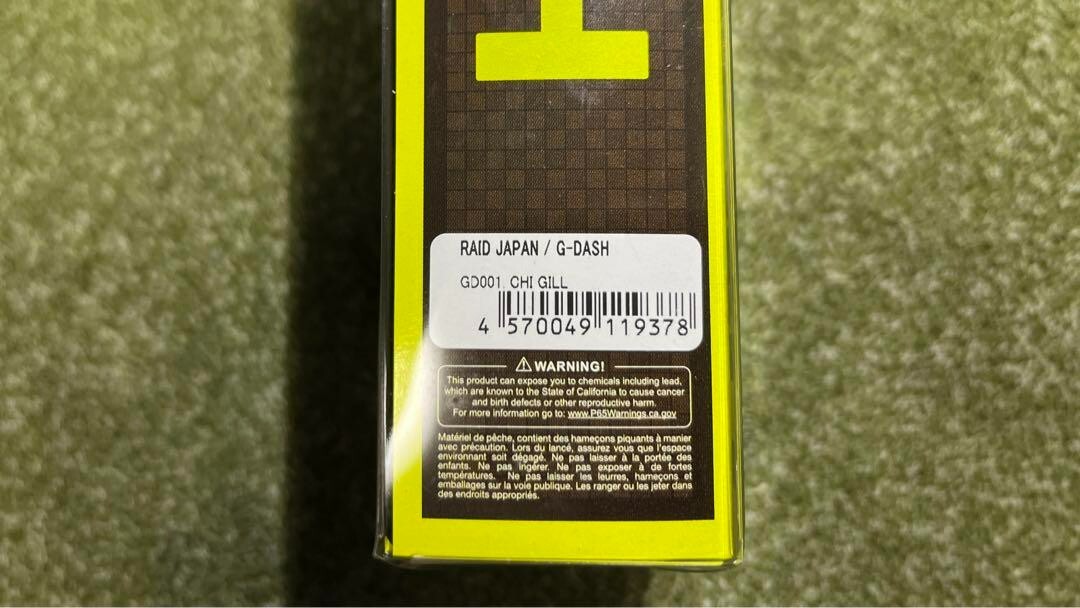 RAID JAPAN / G-DASH
GD001. CHI GILL
4 570049 119378
⚠ WARNING!
This product can expose you to chemicals including lead,
which are known to the State of California to cause cancer
and birth defects or other reproductive harm.
For more information go to: www.P65Warnings.ca.gov
Matériel de pêche, contient des hameçons piquants à manier
avec précaution. Lors du lancé, assurez vous que l'espace
environnant soit dégagé. Ne pas laisser à la portée des
enfants. Ne pas ingérer. Ne pas exposer à de fortes
températures. Ne pas laisser les leurres, hameçons et
emballages sur la voie publique. Les ranger ou les jeter dans
des endroits appropriés.